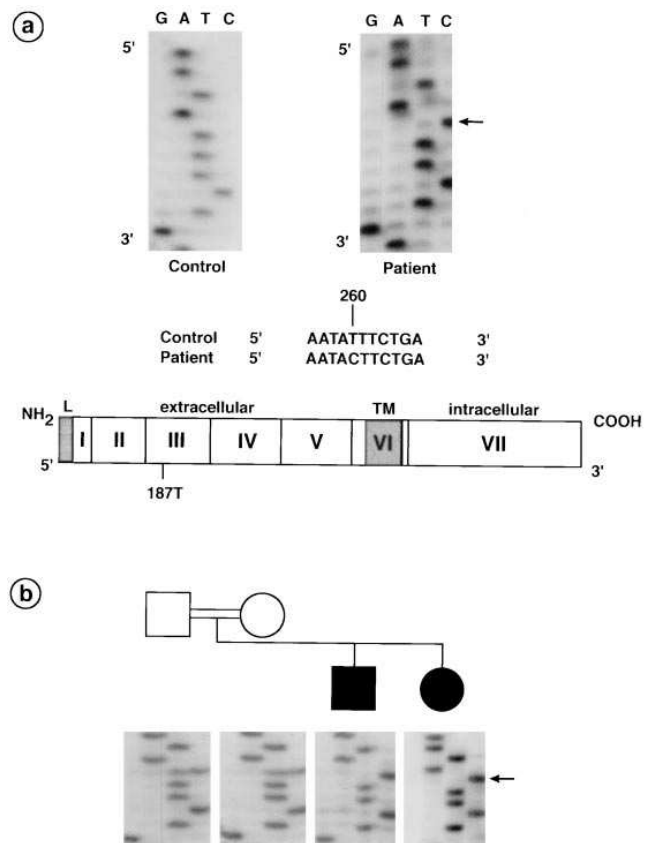 a
G A T C
G A T C
5'
5'
3'
3'
Control
Patient
260
Control 5' AATATTTCTGA 3'
Patient 5' AATACTTCTGA 3'
L extracellular TM intracellular
NH2 COOH
I II III IV V VI VII
5' 3'
187T
b